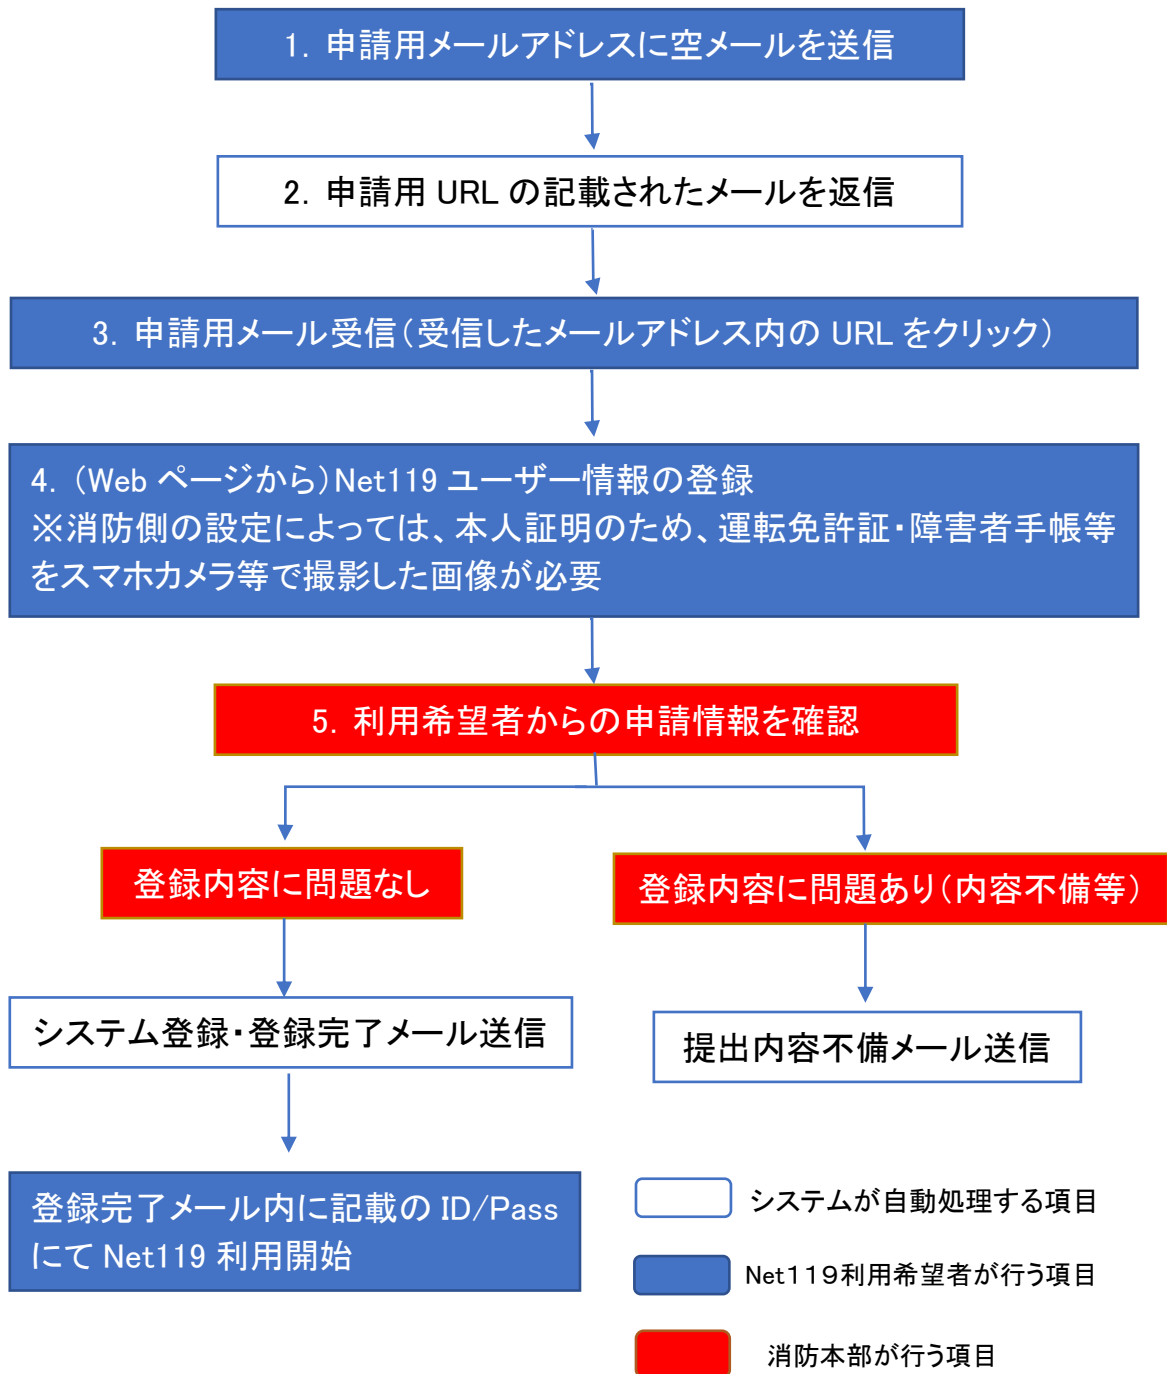 1. 申請用メールアドレスに空メールを送信
2. 申請用 URL の記載されたメールを返信
3. 申請用メール受信（受信したメールアドレス内の URL をクリック）
4. （Web ページから）Net119 ユーザー情報の登録
※消防側の設定によっては、本人証明のため、運転免許証・障害者手帳等
をスマホカメラ等で撮影した画像が必要
5. 利用希望者からの申請情報を確認
登録内容に問題なし
登録内容に問題あり（内容不備等）
システム登録・登録完了メール送信
提出内容不備メール送信
登録完了メール内に記載の ID/Pass
にて Net119 利用開始
システムが自動処理する項目
Net１１９利用希望者が行う項目
消防本部が行う項目